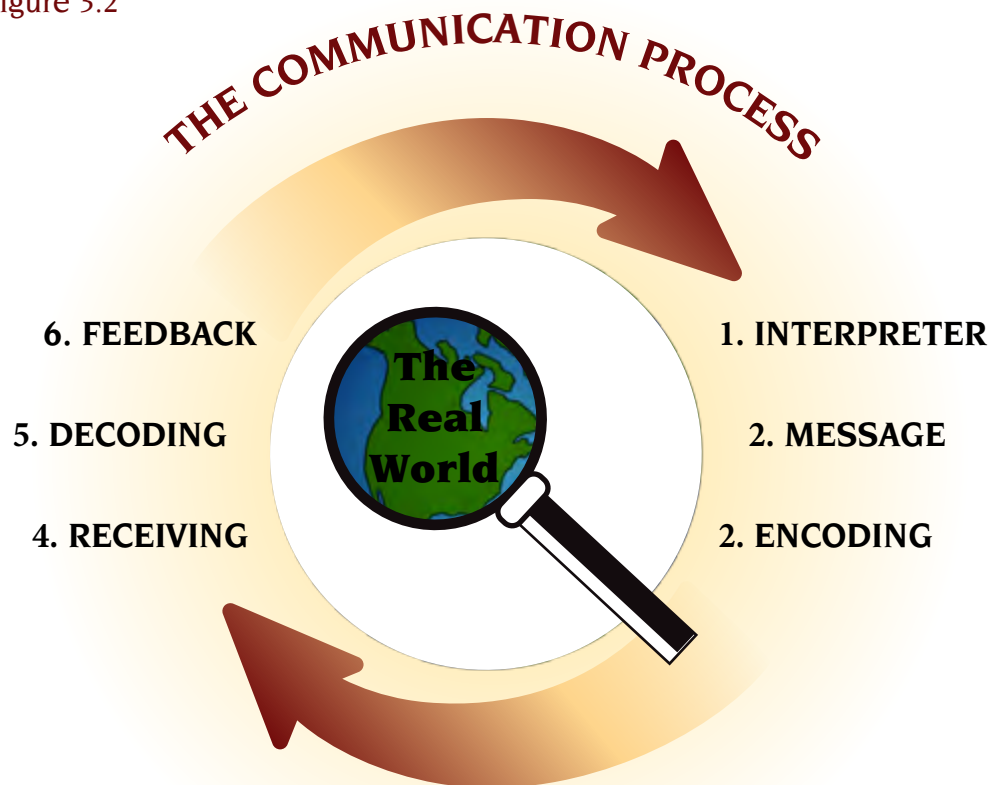 igure 5.2
THE COMMUNICATION PROCESS
6. FEEDBACK
5. DECODING
4. RECEIVING
The
Real
World
1. INTERPRETER
2. MESSAGE
2. ENCODING